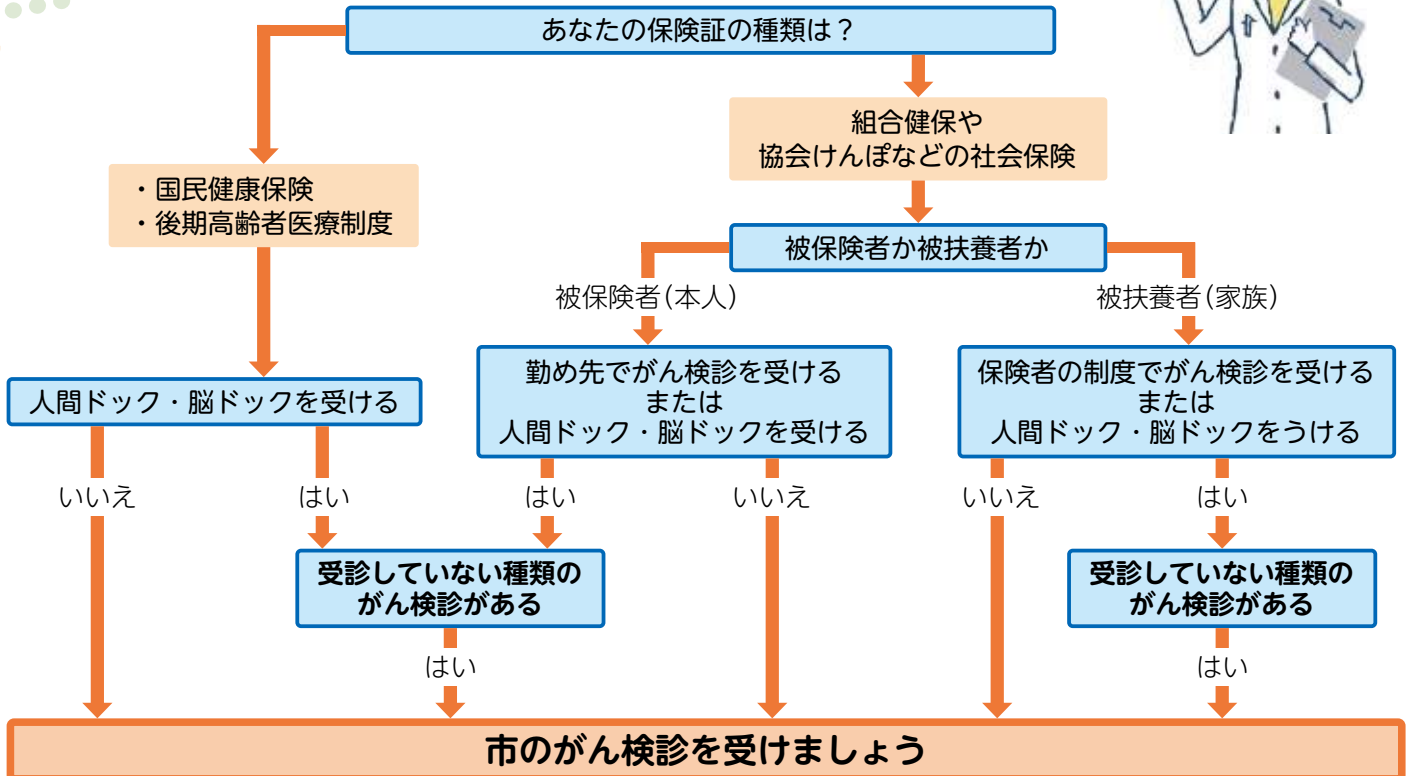 あなたの保険証の種類は？
・国民健康保険
・後期高齢者医療制度
組合健保や
協会けんぽなどの社会保険
被保険者か被扶養者か
被保険者(本人)
被扶養者(家族)
人間ドック・脳ドックを受ける
勤め先でがん検診を受ける
または
人間ドック・脳ドックを受ける
保険者の制度でがん検診を受ける
または
人間ドック・脳ドックをうける
いいえ
はい
はい
いいえ
いいえ
はい
受診していない種類の
がん検診がある
受診していない種類の
がん検診がある
はい
はい
市のがん検診を受けましょう